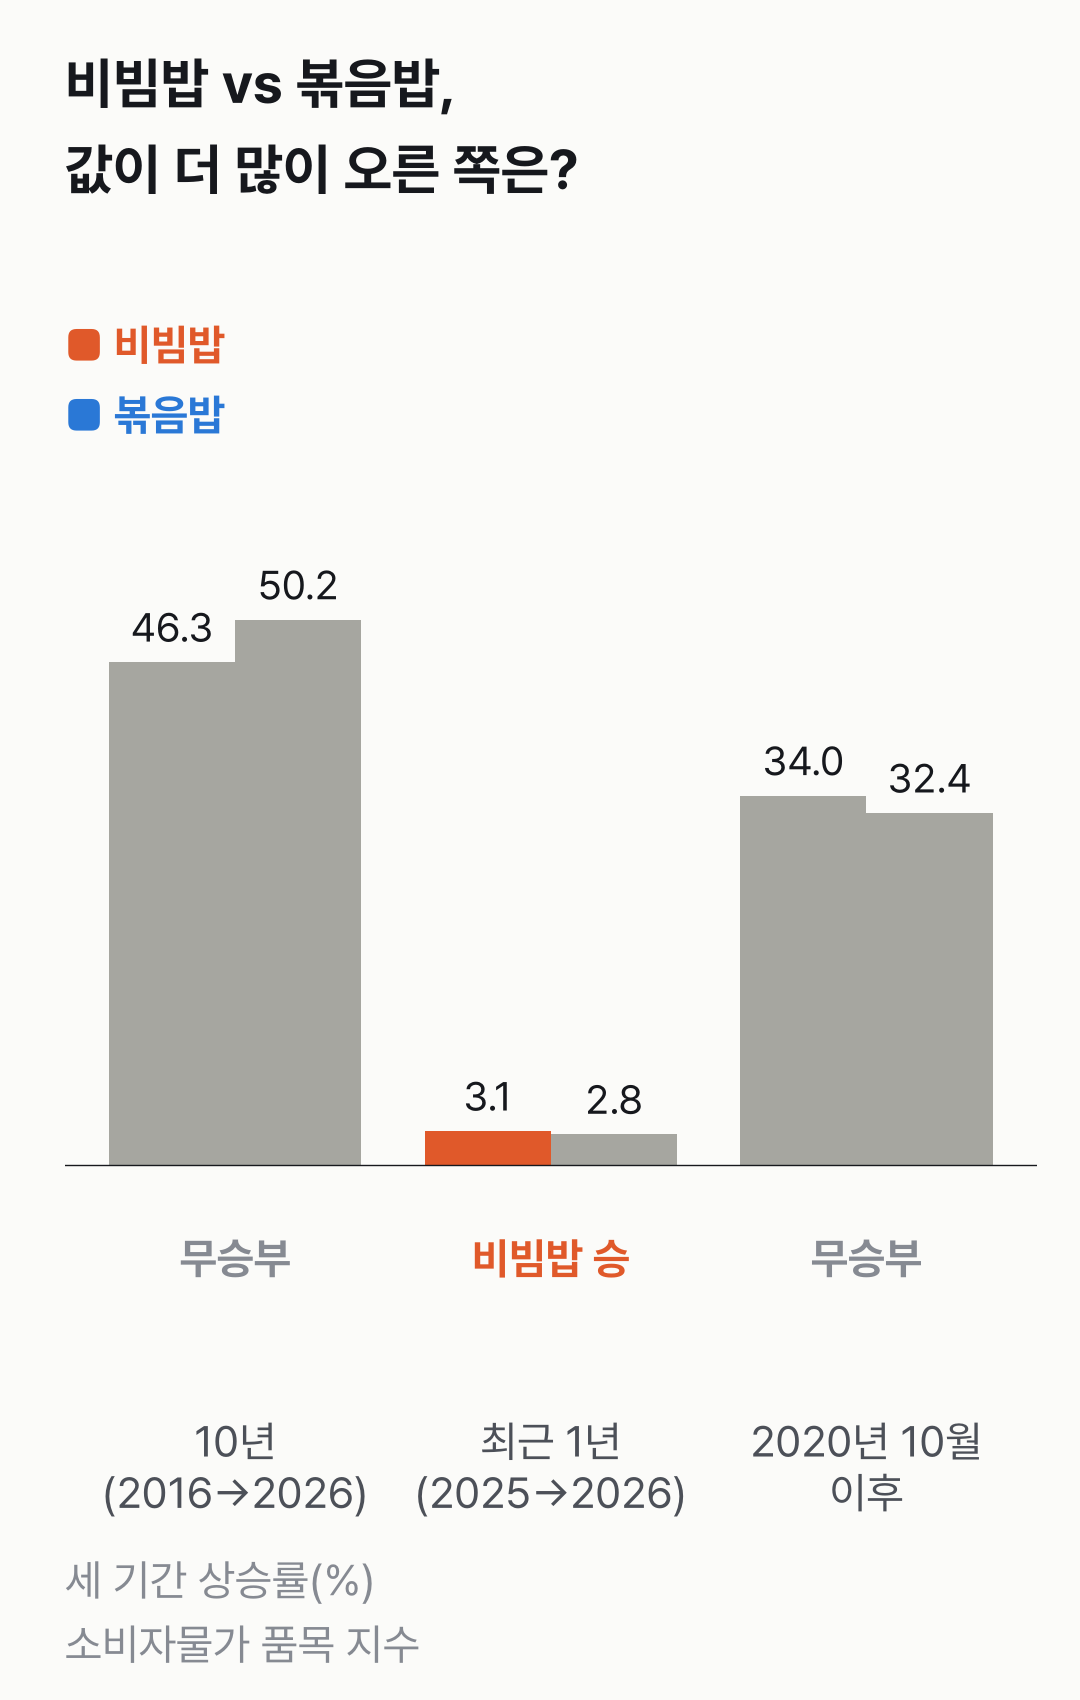 비빔밥 vs 볶음밥,
값이 더 많이 오른 쪽은?
비빔밥
볶음밥
46.3
50.2
3.1
2.8
34.0
32.4
무승부
비빔밥 승
무승부
10년
(2016→2026)
최근 1년
(2025→2026)
2020년 10월
이후
세 기간 상승률(%)
소비자물가 품목 지수